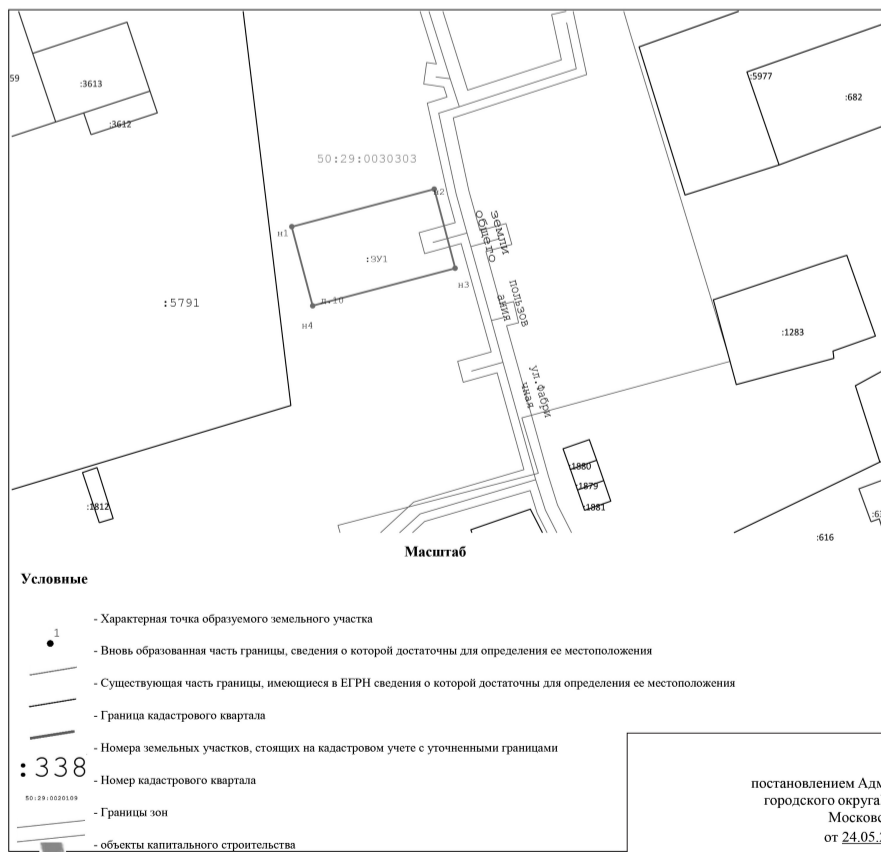 59
:3613
:3612
:5977
:682
50:29:0030303
н2
н1
земли
общего
:ЗУ1
н3
:5791
д.10
н4
пользов
ания
:1283
ул.Фабри
чная
:1880
:1879
:1881
:1812
:616
Масштаб
Условные
- Характерная точка образуемого земельного участка
1
- Вновь образованная часть границы, сведения о которой достаточны для определения ее местоположения
- Существующая часть границы, имеющиеся в ЕГРН сведения о которой достаточны для определения ее местоположения
- Граница кадастрового квартала
- Номера земельных участков, стоящих на кадастровом учете с уточненными границами
:338
- Номер кадастрового квартала
50:29:0020109
- Границы зон
- объекты капитального строительства
постановлением Адм
городского округа
Московс
от 24.05.2